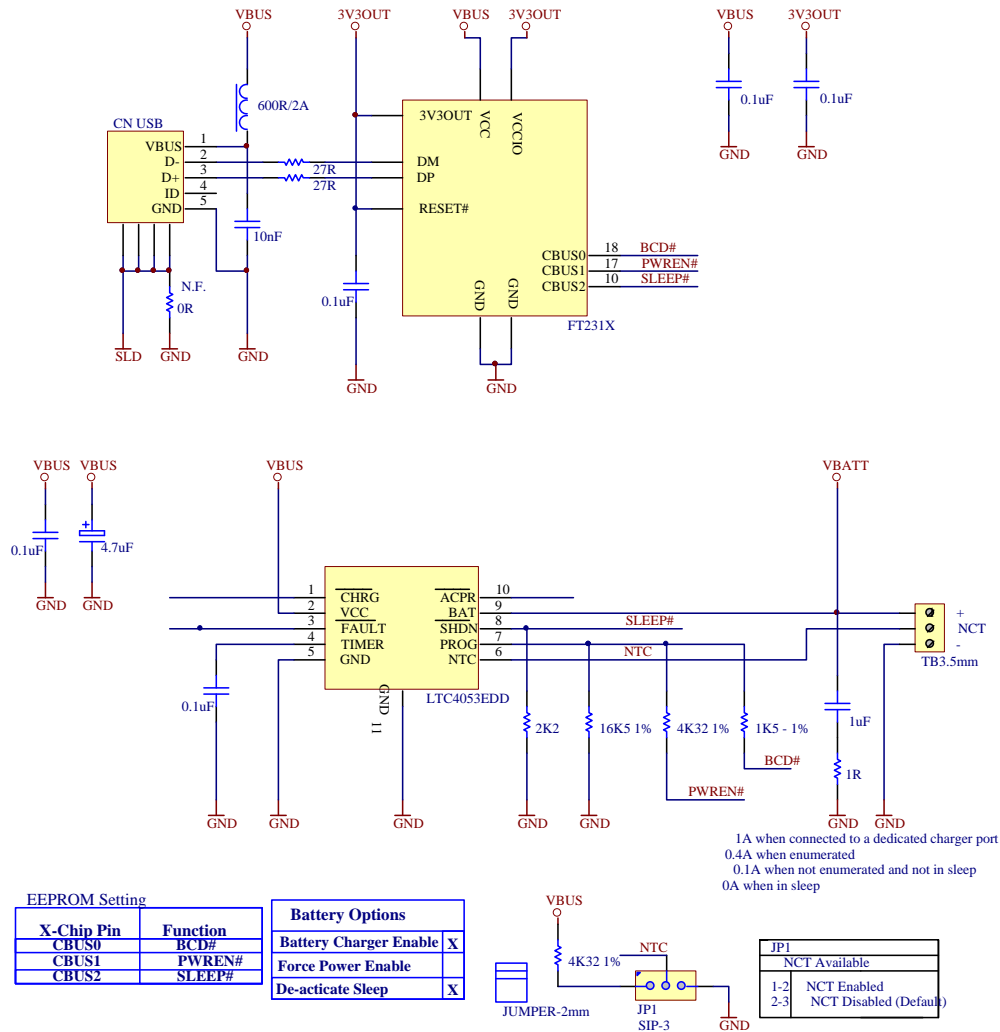 VBUS 3V3OUT VBUS 3V3OUT VBUS 3V3OUT
600R/2A
0.1uF 0.1uF
GND GND
CN USB
VBUS 1
D- 2
D+ 3
ID 4
GND 5
27R
27R
10nF
N.F.
0R
SLD GND GND
0.1uF
GND
3V3OUT
VCC
VCCIO
DM
DP
RESET#
CBUS0 18 BCD#
CBUS1 17 PWREN#
CBUS2 10 SLEEP#
GND
GND
FT231X
GND
VBUS VBUS VBUS VBATT
0.1uF
+
4.7uF
GND GND
1 CHRG ACPR 10
2 VCC BAT 9
3 FAULT SHDN 8 SLEEP#
4 TIMER PROG 7
5 GND NTC 6 NTC
GND 11
LTC4053EDD
+
NCT
-
TB3.5mm
0.1uF
2K2
16K5 1%
4K32 1%
1K5 - 1%
1uF
1R
BCD#
PWREN#
GND GND GND GND GND GND GND
1A when connected to a dedicated charger port
0.4A when enumerated
0.1A when not enumerated and not in sleep
0A when in sleep
EEPROM Setting
X-Chip Pin Function
CBUS0 BCD#
CBUS1 PWREN#
CBUS2 SLEEP#
Battery Options
Battery Charger Enable X
Force Power Enable
De-acticate Sleep X
VBUS
4K32 1%
NTC
JUMPER-2mm
JP1
SIP-3
GND
JP1
NCT Available
1-2 NCT Enabled
2-3 NCT Disabled (Default)